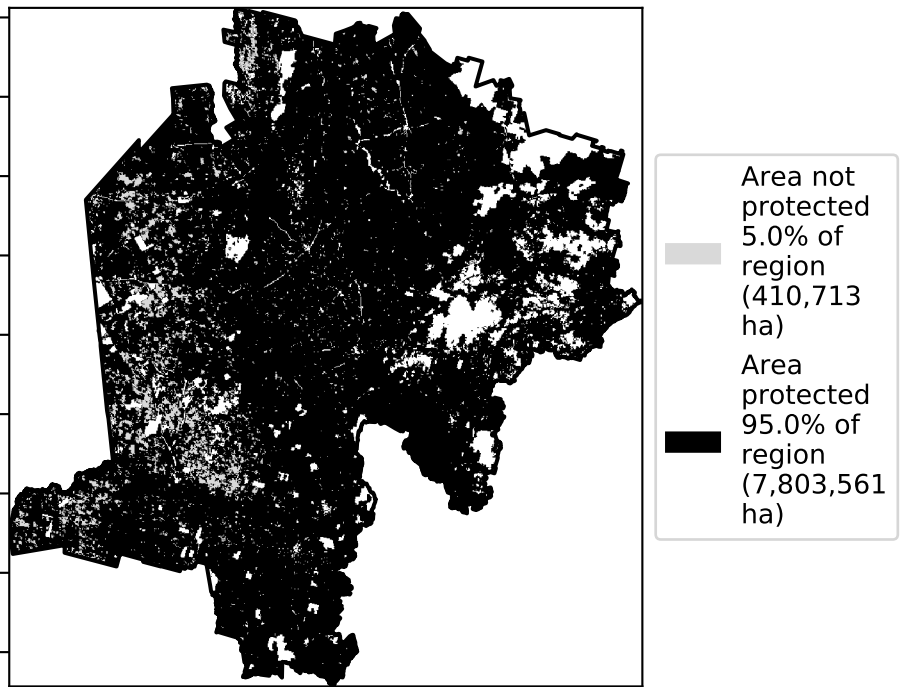 Area not
protected
5.0% of
region
(410,713
ha)
Area
protected
95.0% of
region
(7,803,561
ha)